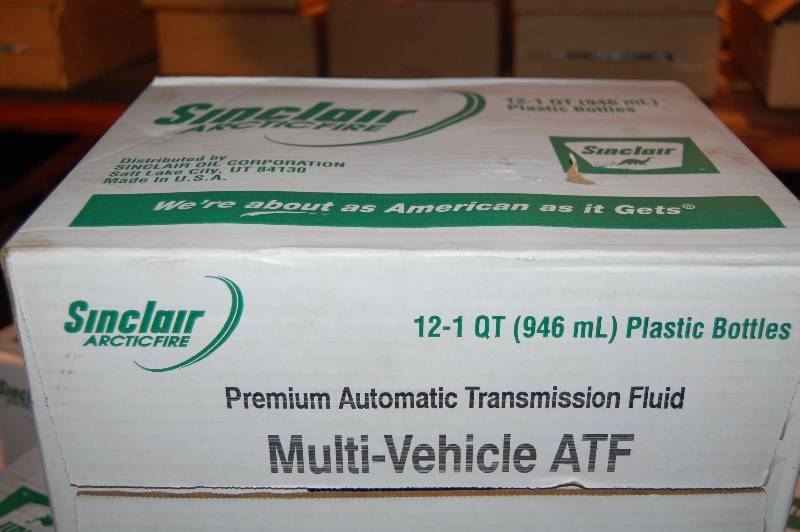 Sinclair
ARCTICFIRE
12-1 QT (946 mL)
Plastic Bottles
Sinclair
Distributed by
SINCLAIR OIL CORPORATION
Salt Lake City, UT 84130
Made in U.S.A.
We're about as American as it Gets®
Sinclair
ARCTICFIRE
12-1 QT (946 mL) Plastic Bottles
Premium Automatic Transmission Fluid
Multi-Vehicle ATF